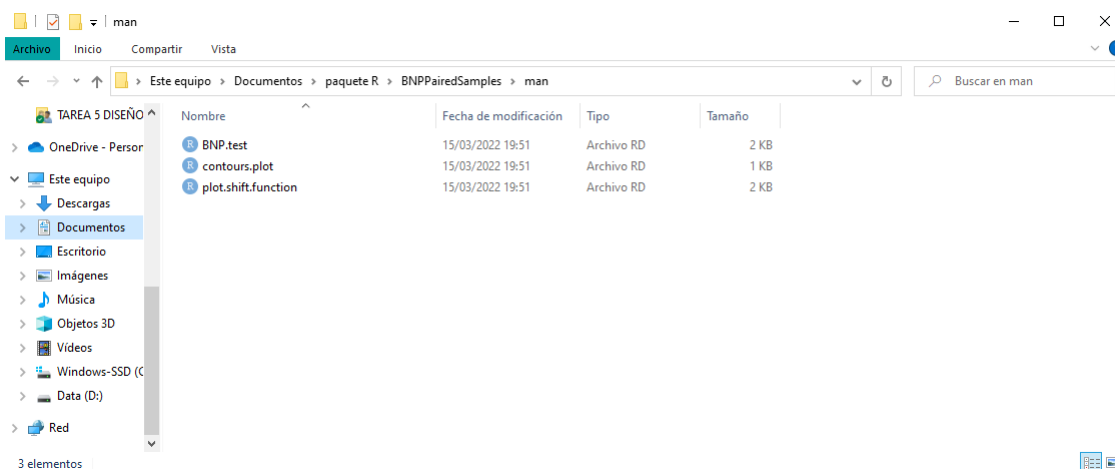 man
Archivo Inicio Compartir Vista
Este equipo > Documentos > paquete R > BNPPairedSamples > man
Buscar en man
Nombre Fecha de modificación Tipo Tamaño
BNP.test 15/03/2022 19:51 Archivo RD 2 KB
contours.plot 15/03/2022 19:51 Archivo RD 1 KB
plot.shift.function 15/03/2022 19:51 Archivo RD 2 KB
TAREA 5 DISEÑO
OneDrive - Person
Este equipo
Descargas
Documentos
Escritorio
Imágenes
Música
Objetos 3D
Vídeos
Windows-SSD (C
Data (D:)
Red
3 elementos